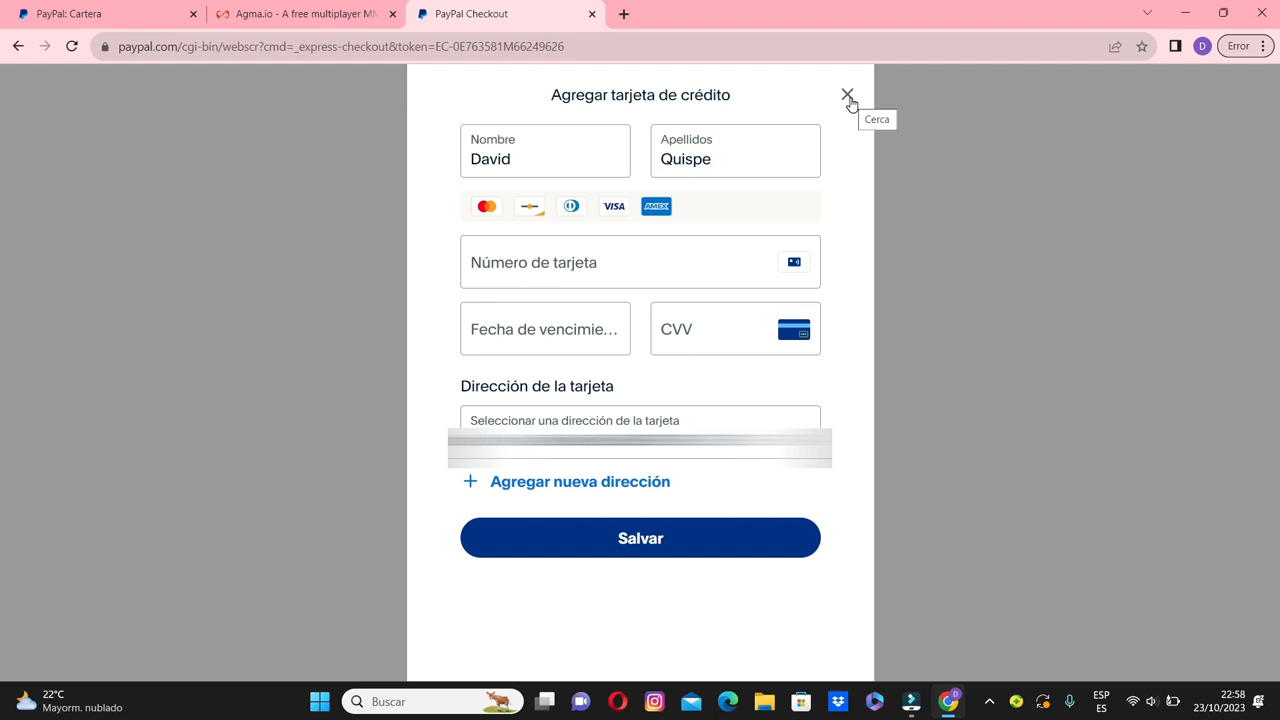 PayPal: Cartera
Agma.io - A free multiplayer MM
PayPal Checkout
paypal.com/cgi-bin/webscr?cmd=_express-checkout&token=EC-0E763581M66249626
D
Error
Agregar tarjeta de crédito
Cerca
Nombre
David
Apellidos
Quispe
VISA
AMEX
Número de tarjeta
Fecha de vencimie...
CVV
Dirección de la tarjeta
Seleccionar una dirección de la tarjeta
+ Agregar nueva dirección
Salvar
22°C
Mayorm. nublado
Buscar
D
ESP
ES
22:58
23/10/2023